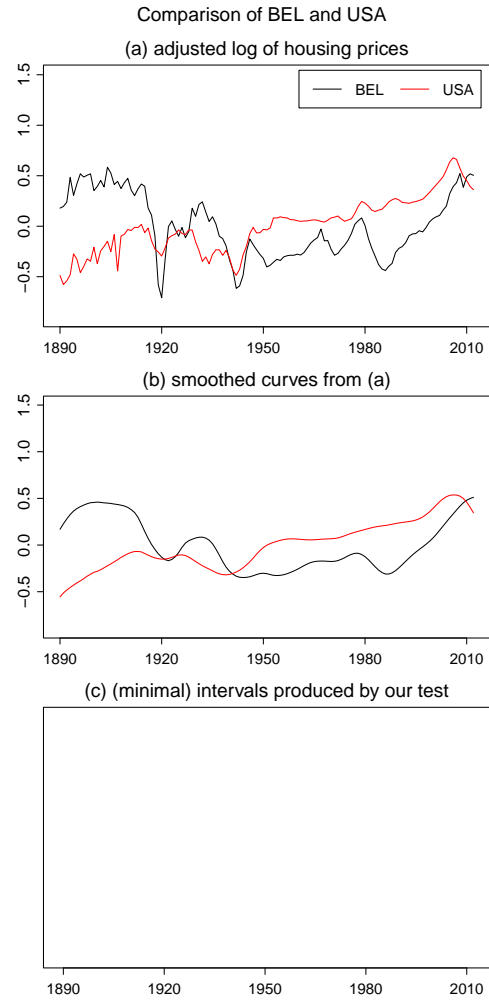 Comparison of BEL and USA
(a) adjusted log of housing prices
BEL USA
1.5
1.0
0.5
0.0
−0.5
1890 1920 1950 1980 2010
(b) smoothed curves from (a)
1.5
1.0
0.5
0.0
−0.5
1890 1920 1950 1980 2010
(c) (minimal) intervals produced by our test
1890 1920 1950 1980 2010